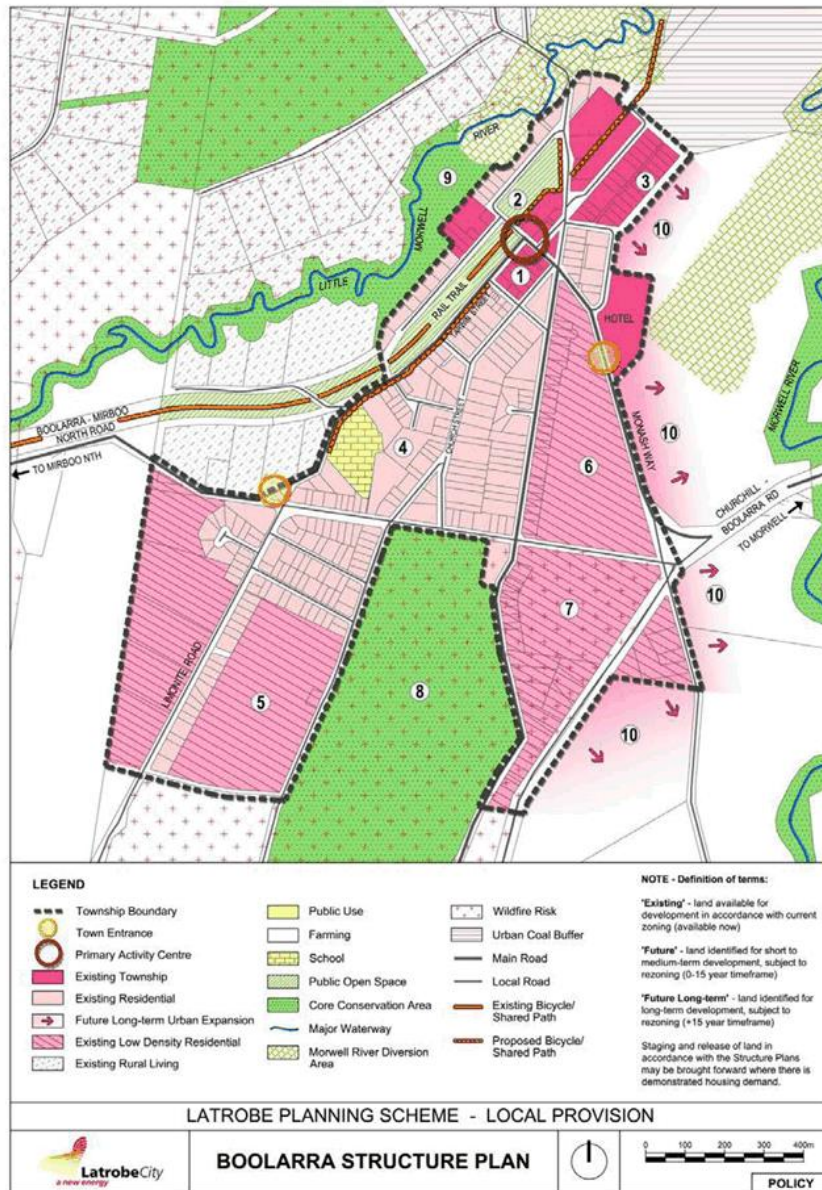 RIVER
MORWELL
LITTLE
9
2
3
10
1
RAIL TRAIL
HOTEL
MORWELL RIVER
BOOLARRA - MIRBOO
NORTH ROAD
TO MIRBOO NTH
4
CHURCH STREET
MONASH WAY
10
6
CHURCHILL -
BOOLARRA RD
TO MORWELL
10
7
LIMONITE ROAD
5
8
10
LEGEND
Township Boundary
Town Entrance
Primary Activity Centre
Existing Township
Existing Residential
Future Long-term Urban Expansion
Existing Low Density Residential
Existing Rural Living
Public Use
Farming
School
Public Open Space
Core Conservation Area
Major Waterway
Morwell River Diversion
Area
Wildfire Risk
Urban Coal Buffer
Main Road
Local Road
Existing Bicycle/
Shared Path
Proposed Bicycle/
Shared Path
NOTE - Definition of terms:
'Existing' - land available for
development in accordance with current
zoning (available now)
'Future' - land identified for short to
medium-term development, subject to
rezoning (0-15 year timeframe)
'Future Long-term' - land identified for
long-term development, subject to
rezoning (+15 year timeframe)
Staging and release of land in
accordance with the Structure Plans
may be brought forward where there is
demonstrated housing demand.
LATROBE PLANNING SCHEME - LOCAL PROVISION
LatrobeCity
a new energy
BOOLARRA STRUCTURE PLAN
0 100 200 300 400m
POLICY